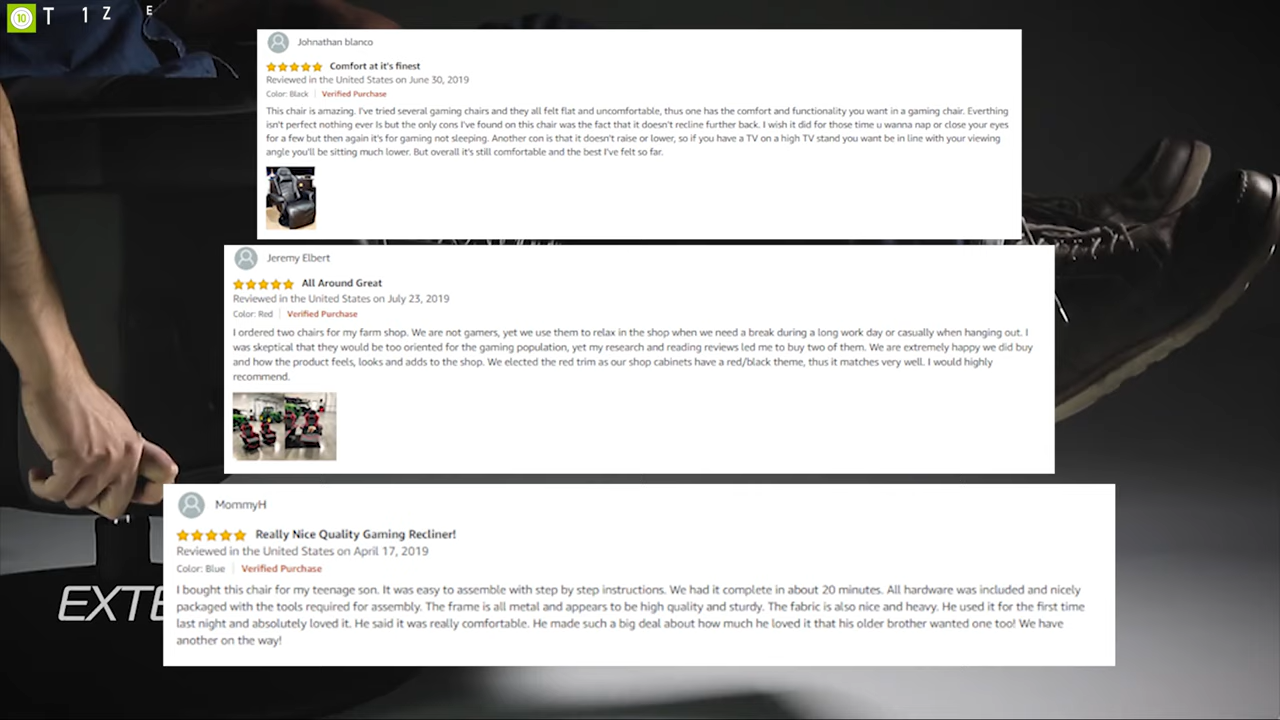 10 T 1 Z E
Johnathan blanco
Comfort at it's finest
Reviewed in the United States on June 30, 2019
Color: Black | Verified Purchase
This chair is amazing. I've tried several gaming chairs and they all felt flat and uncomfortable, thus one has the comfort and functionality you want in a gaming chair. Everthing
isn't perfect nothing ever Is but the only cons I've found on this chair was the fact that it doesn't recline further back. I wish it did for those time u wanna nap or close your eyes
for a few but then again it's for gaming not sleeping. Another con is that it doesn't raise or lower, so if you have a TV on a high TV stand you want be in line with your viewing
angle you'll be sitting much lower. But overall it's still comfortable and the best I've felt so far.
Jeremy Elbert
All Around Great
Reviewed in the United States on July 23, 2019
Color: Red | Verified Purchase
I ordered two chairs for my farm shop. We are not gamers, yet we use them to relax in the shop when we need a break during a long work day or casually when hanging out. I
was skeptical that they would be too oriented for the gaming population, yet my research and reading reviews led me to buy two of them. We are extremely happy we did buy
and how the product feels, looks and adds to the shop. We elected the red trim as our shop cabinets have a red/black theme, thus it matches very well. I would highly
recommend.
MommyH
Really Nice Quality Gaming Recliner!
Reviewed in the United States on April 17, 2019
Color: Blue | Verified Purchase
I bought this chair for my teenage son. It was easy to assemble with step by step instructions. We had it complete in about 20 minutes. All hardware was included and nicely
packaged with the tools required for assembly. The frame is all metal and appears to be high quality and sturdy. The fabric is also nice and heavy. He used it for the first time
last night and absolutely loved it. He said it was really comfortable. He made such a big deal about how much he loved it that his older brother wanted one too! We have
another on the way!
EXTE